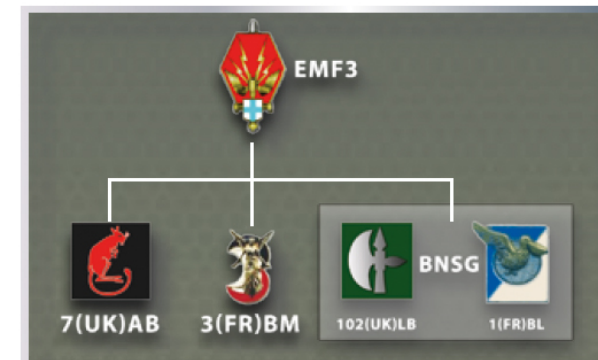 EMF3
BNSG
7(UK)AB
3(FR)BM
102(UK)LB
1(FR)BL